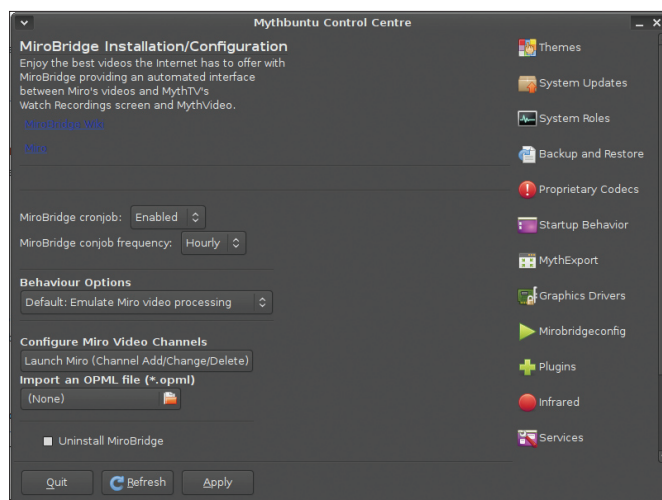 Mythbuntu Control Centre
MiroBridge Installation/Configuration
Enjoy the best videos the Internet has to offer with
MiroBridge providing an automated interface
between Miro's videos and MythTV's
Watch Recordings screen and MythVideo.
MiroBridge Wiki
Miro
MiroBridge cronjob: Enabled
MiroBridge conjob frequency: Hourly
Behaviour Options
Default: Emulate Miro video processing
Configure Miro Video Channels
Launch Miro (Channel Add/Change/Delete)
Import an OPML file (*.opml)
(None)
Uninstall MiroBridge
Quit
Refresh
Apply
Themes
System Updates
System Roles
Backup and Restore
Proprietary Codecs
Startup Behavior
MythExport
Graphics Drivers
Mirobridgeconfig
Plugins
Infrared
Services